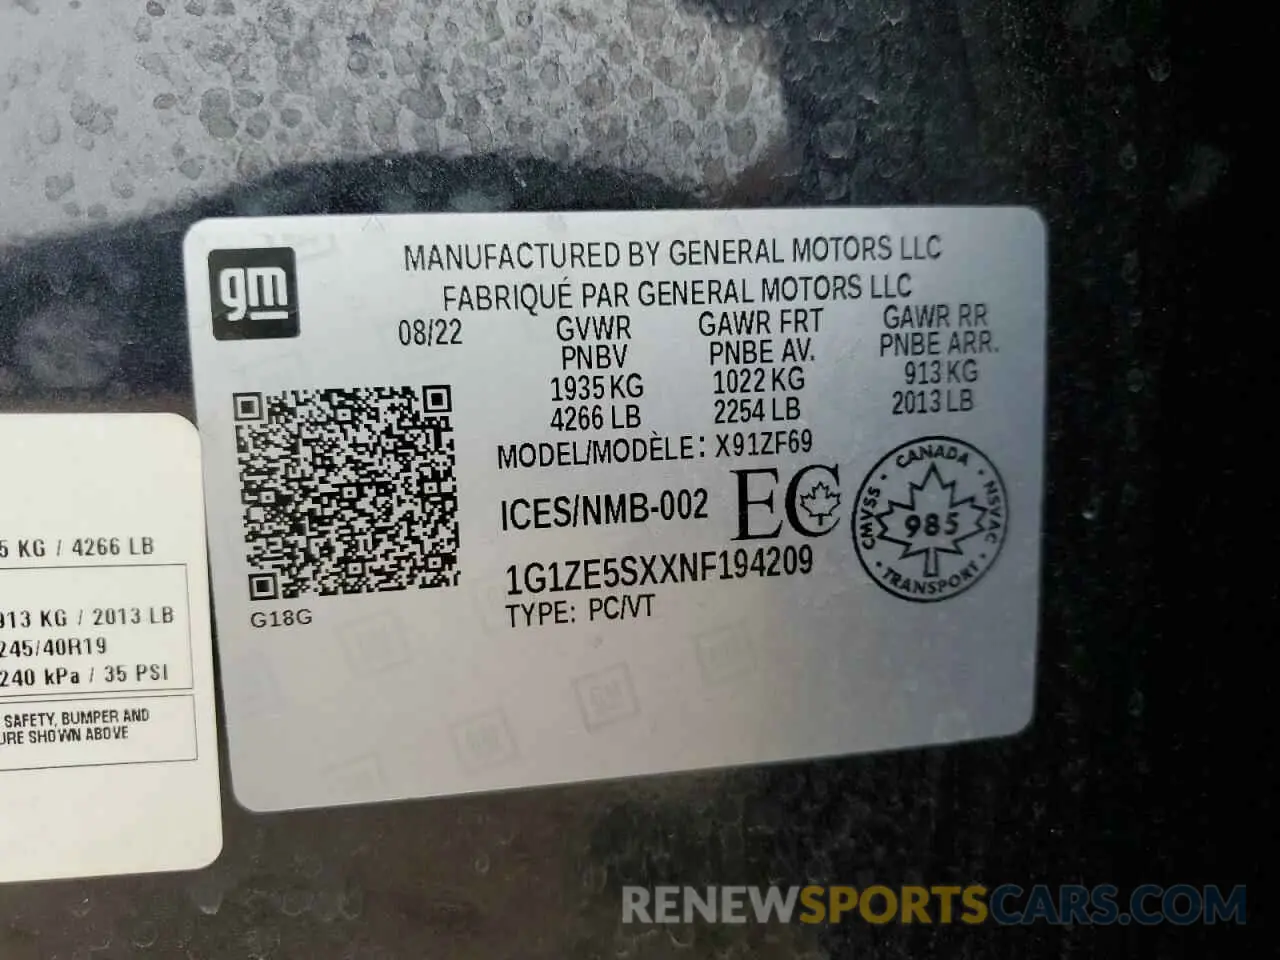 gm
MANUFACTURED BY GENERAL MOTORS LLC
FABRIQUÉ PAR GENERAL MOTORS LLC
08/22 GVWR GAWR FRT GAWR RR
PNBV PNBE AV. PNBE ARR.
1935 KG 1022 KG 913 KG
4266 LB 2254 LB 2013 LB
MODEL/MODÈLE: X91ZF69
ICES/NMB-002 EC
1G1ZE5SXXNF194209
TYPE: PC/VT
G18G
CANADA
CMVSS NSVAC
985
TRANSPORT
GM
GM
5 KG / 4266 LB
913 KG / 2013 LB
245/40R19
240 kPa / 35 PSI
SAFETY, BUMPER AND
URE SHOWN ABOVE
RENEWSPORTSCARS.COM